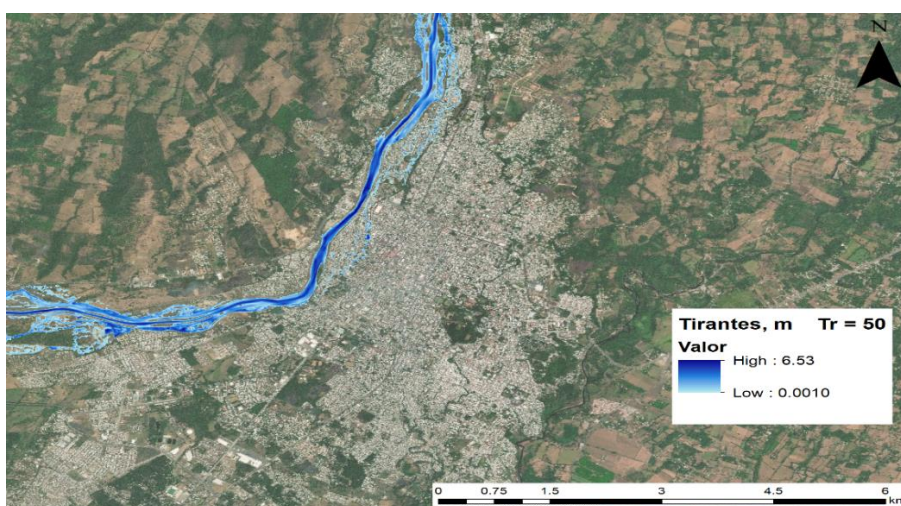 N
Tirantes, m Tr = 50
Valor
High : 6.53
Low : 0.0010
0 0.75 1.5 3 4.5 6
km